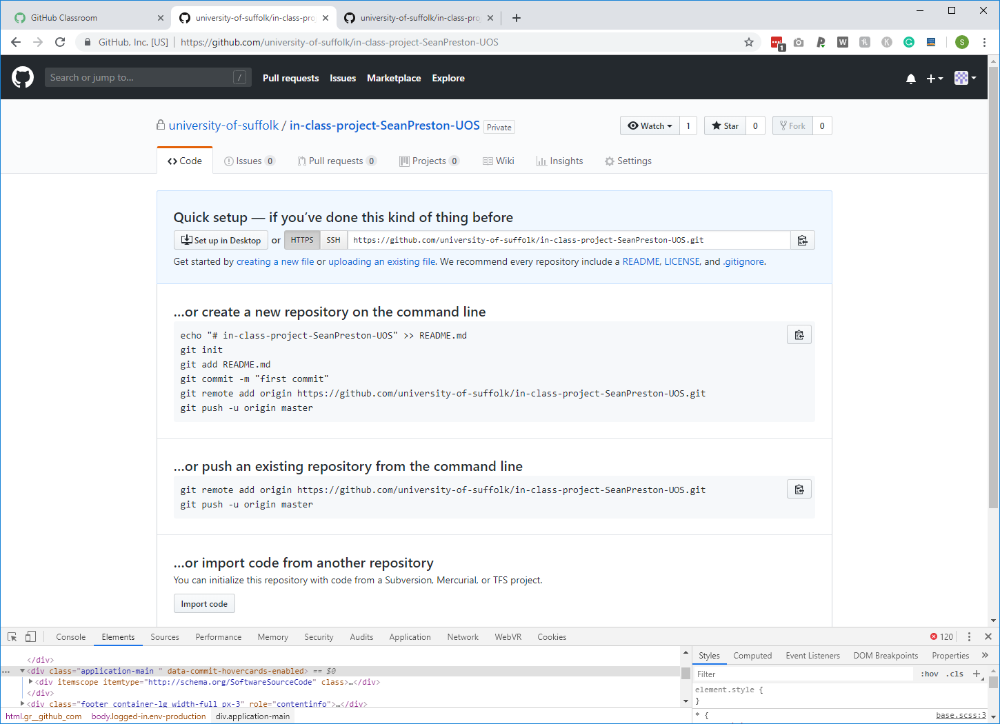 GitHub Classroom
university-of-suffolk/in-class-pro
university-of-suffolk/in-class-pro
GitHub, Inc. [US] | https://github.com/university-of-suffolk/in-class-project-SeanPreston-UOS
1
W
K
G
S
Search or jump to...
/
Pull requests
Issues
Marketplace
Explore
university-of-suffolk / in-class-project-SeanPreston-UOS Private
Watch 1
Star 0
Fork 0
Code
Issues 0
Pull requests 0
Projects 0
Wiki
Insights
Settings
Quick setup — if you’ve done this kind of thing before
Set up in Desktop or HTTPS SSH https://github.com/university-of-suffolk/in-class-project-SeanPreston-UOS.git
Get started by creating a new file or uploading an existing file. We recommend every repository include a README, LICENSE, and .gitignore.
…or create a new repository on the command line
echo "# in-class-project-SeanPreston-UOS" >> README.md
git init
git add README.md
git commit -m "first commit"
git remote add origin https://github.com/university-of-suffolk/in-class-project-SeanPreston-UOS.git
git push -u origin master
…or push an existing repository from the command line
git remote add origin https://github.com/university-of-suffolk/in-class-project-SeanPreston-UOS.git
git push -u origin master
…or import code from another repository
You can initialize this repository with code from a Subversion, Mercurial, or TFS project.
Import code
Console Elements Sources Performance Memory Security Audits Application Network WebVR Cookies 120
</div>
<div class="application-main " data-commit-hovercards-enabled> == $0
<div itemscope itemtype="http://schema.org/SoftwareSourceCode" class>…</div>
</div>
<div class="footer container-lg width-full px-3" role="contentinfo">…</div>
html.gr__github_com body.logged-in.env-production div.application-main
Styles Computed Event Listeners DOM Breakpoints Properties »
Filter :hov .cls +
element.style {
}
* { base.scss:3